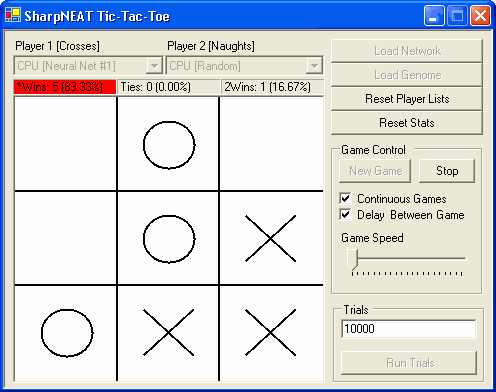 SharpNEAT Tic-Tac-Toe
Player 1 [Crosses] Player 2 [Naughts]
CPU [Neural Net #1] CPU [Random]
1Wins: 5 (83.33%) Ties: 0 (0.00%) 2Wins: 1 (16.67%)
Load Network
Load Genome
Reset Player Lists
Reset Stats
Game Control
New Game Stop
Continuous Games
Delay Between Game
Game Speed
Trials
10000
Run Trials